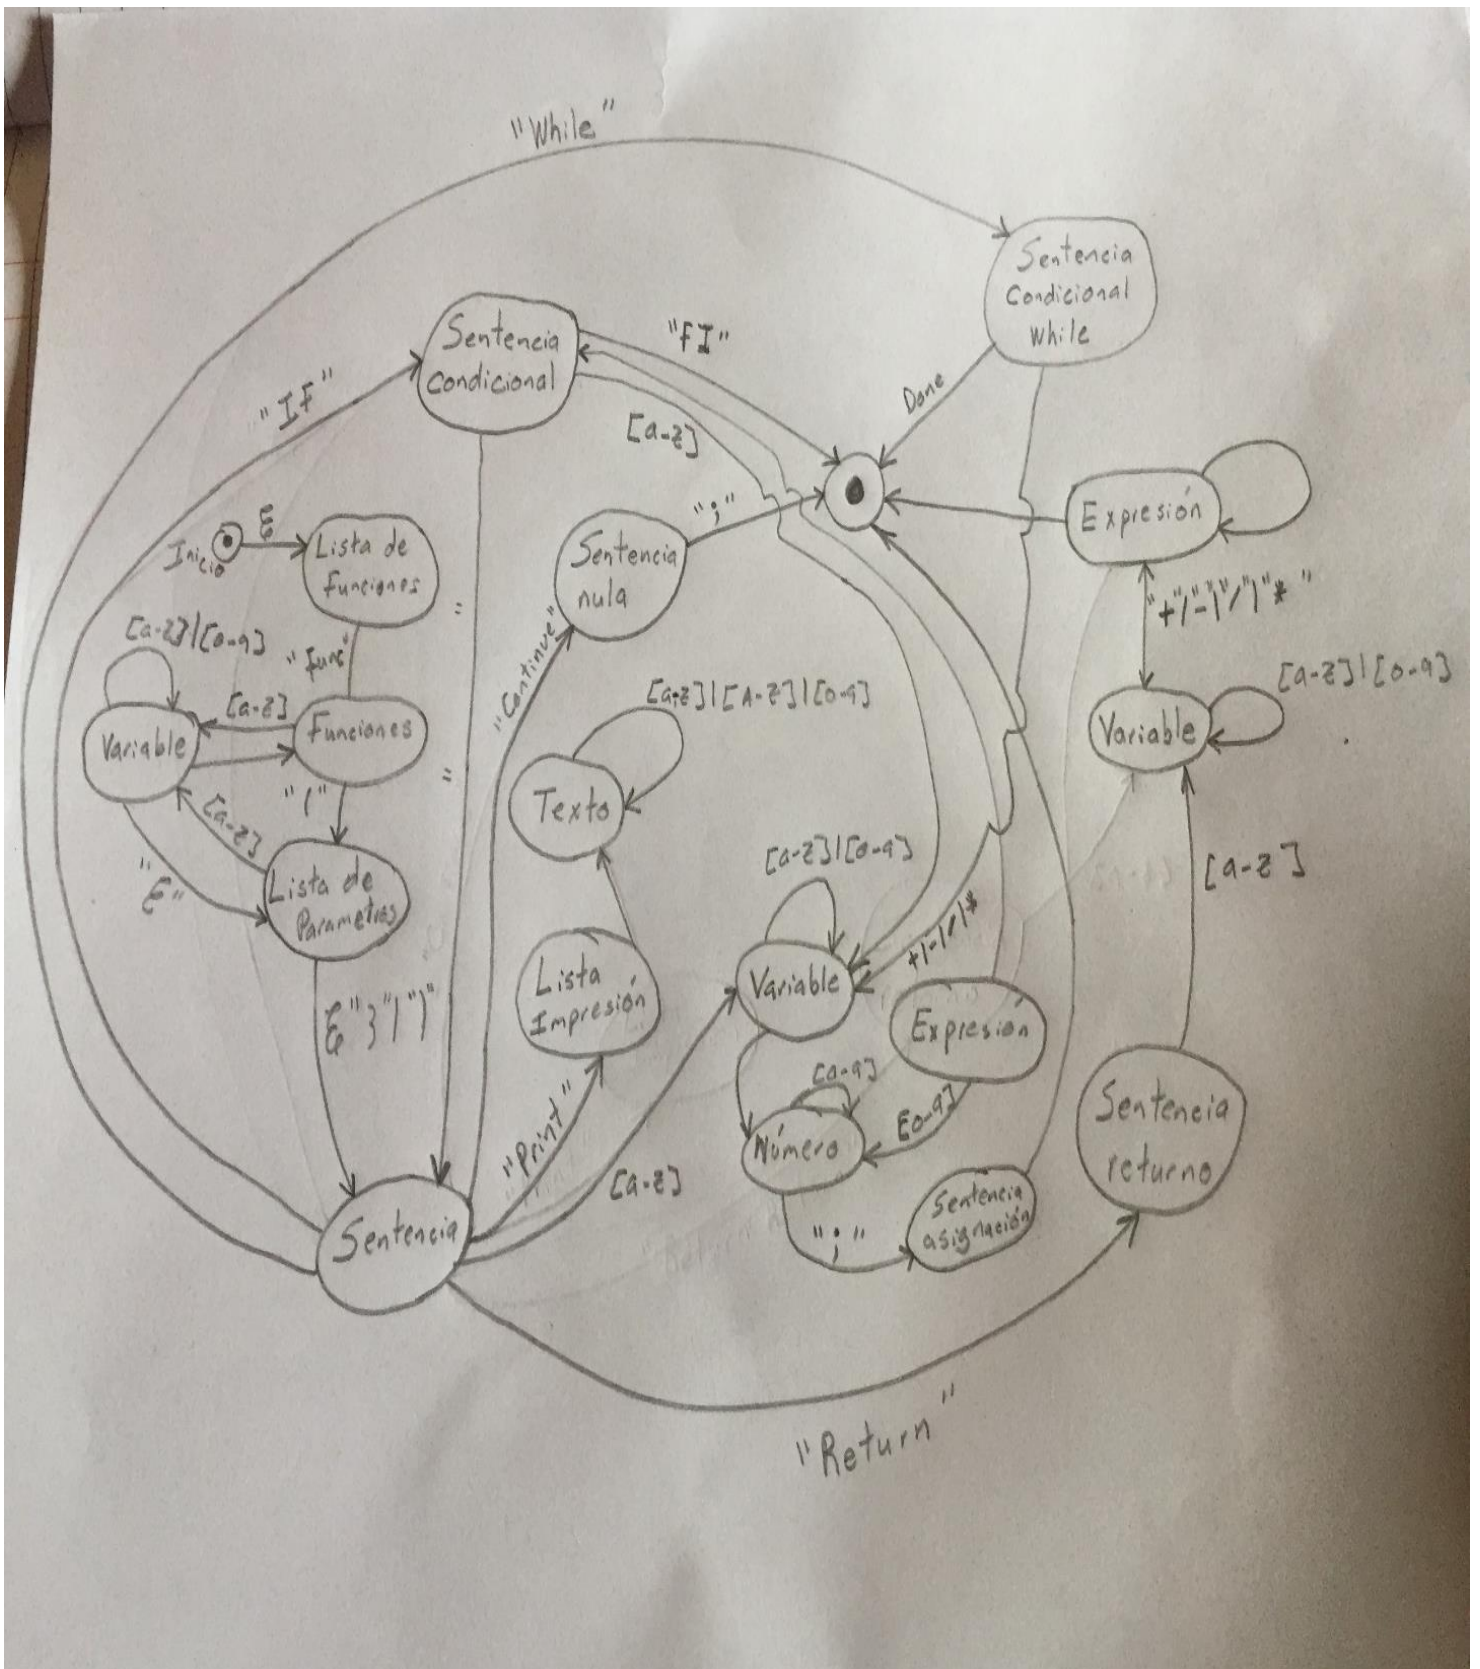 "While"
Sentencia
Condicional
While
Sentencia
Condicional
"FI"
"IF"
Done
[a-z]
Inicio
ξ
Lista de
funciones
";"
Expresión
Sentencia
nula
"+"/"-"|"/"|"*"
[a-z]|[0-9]
"func"
"Continue"
[a-z]|[A-Z]|[0-9]
[a-z]|[0-9]
Variable
[a-z]
Funciones
Variable
"("
Texto
[a-z]
[a-z]|[0-9]
[a-z]
"ξ"
Lista de
Parametros
+|-|/|*
Lista
Impresión
Variable
Expresión
ξ"}"|")"
[0-9]
[0-9]
Número
"Print"
Sentencia
returno
[a-z]
Sentencia
asignación
Sentencia
";"
"Return"